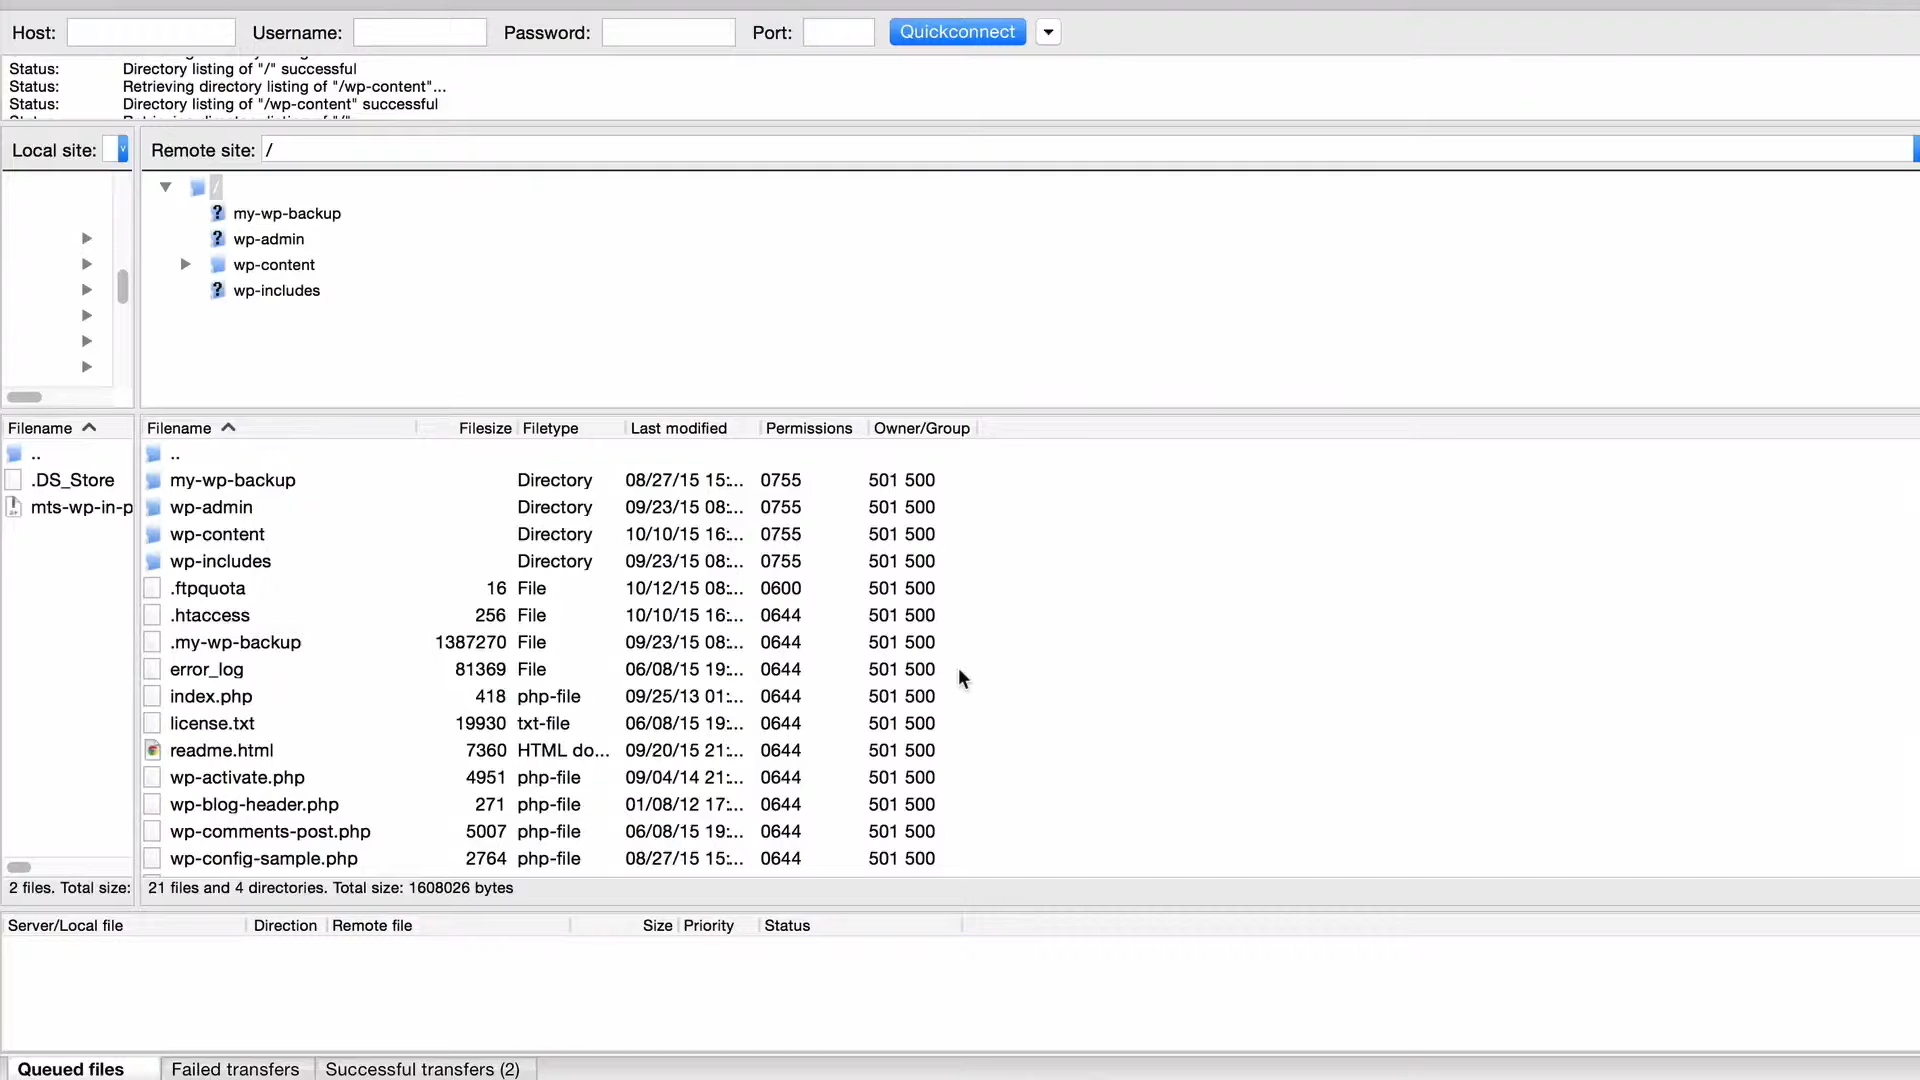 Host: Username: Password: Port: Quickconnect
Status: Directory listing of "/" successful
Status: Retrieving directory listing of "/wp-content"...
Status: Directory listing of "/wp-content" successful
Local site: Remote site: /
/
my-wp-backup
wp-admin
wp-content
wp-includes
Filename
..
.DS_Store
mts-wp-in-p
2 files. Total size:
Filename Filesize Filetype Last modified Permissions Owner/Group
..
my-wp-backup Directory 08/27/15 15:... 0755 501 500
wp-admin Directory 09/23/15 08:... 0755 501 500
wp-content Directory 10/10/15 16:... 0755 501 500
wp-includes Directory 09/23/15 08:... 0755 501 500
.ftpquota 16 File 10/12/15 08:... 0600 501 500
.htaccess 256 File 10/10/15 16:... 0644 501 500
.my-wp-backup 1387270 File 09/23/15 08:... 0644 501 500
error_log 81369 File 06/08/15 19:... 0644 501 500
index.php 418 php-file 09/25/13 01:... 0644 501 500
license.txt 19930 txt-file 06/08/15 19:... 0644 501 500
readme.html 7360 HTML do... 09/20/15 21:... 0644 501 500
wp-activate.php 4951 php-file 09/04/14 21:... 0644 501 500
wp-blog-header.php 271 php-file 01/08/12 17:... 0644 501 500
wp-comments-post.php 5007 php-file 06/08/15 19:... 0644 501 500
wp-config-sample.php 2764 php-file 08/27/15 15:... 0644 501 500
21 files and 4 directories. Total size: 1608026 bytes
Server/Local file Direction Remote file Size Priority Status
Queued files Failed transfers Successful transfers (2)